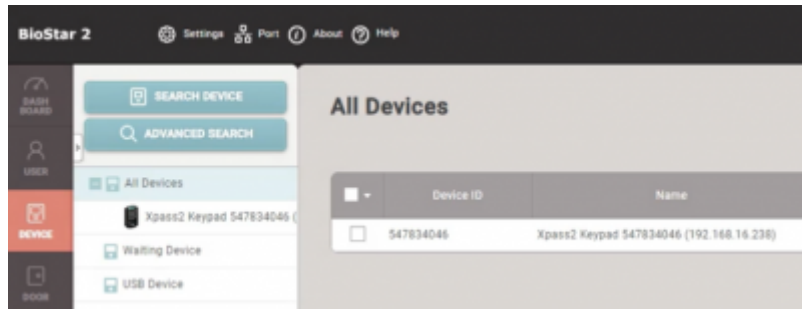 BioStar 2 Settings Port About Help
DASH
BOARD
USER
DEVICE
DOOR
SEARCH DEVICE
ADVANCED SEARCH
All Devices
Xpass2 Keypad 547834046 (
Waiting Device
USB Device
All Devices
Device ID Name
547834046 Xpass2 Keypad 547834046 (192.168.16.238)